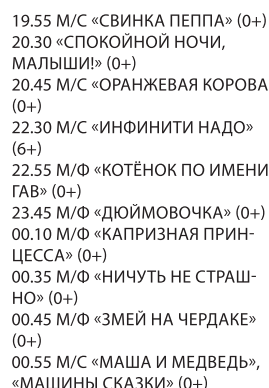 19.55 М/С «СВИНКА ПЕППА» (0+)
20.30 «СПОКОЙНОЙ НОЧИ,
МАЛЫШИ!» (0+)
20.45 М/С «ОРАНЖЕВАЯ КОРОВА
(0+)
22.30 М/С «ИНФИНИТИ НАДО»
(6+)
22.55 М/Ф «КОТЁНОК ПО ИМЕНИ
ГАВ» (0+)
23.45 М/Ф «ДЮЙМОВОЧКА» (0+)
00.10 М/Ф «КАПРИЗНАЯ ПРИН-
ЦЕССА» (0+)
00.35 М/Ф «НИЧУТЬ НЕ СТРАШ-
НО» (0+)
00.45 М/Ф «ЗМЕЙ НА ЧЕРДАКЕ»
(0+)
00.55 М/С «МАША И МЕДВЕДЬ»,
«МАШИНЫ СКАЗКИ» (0+)